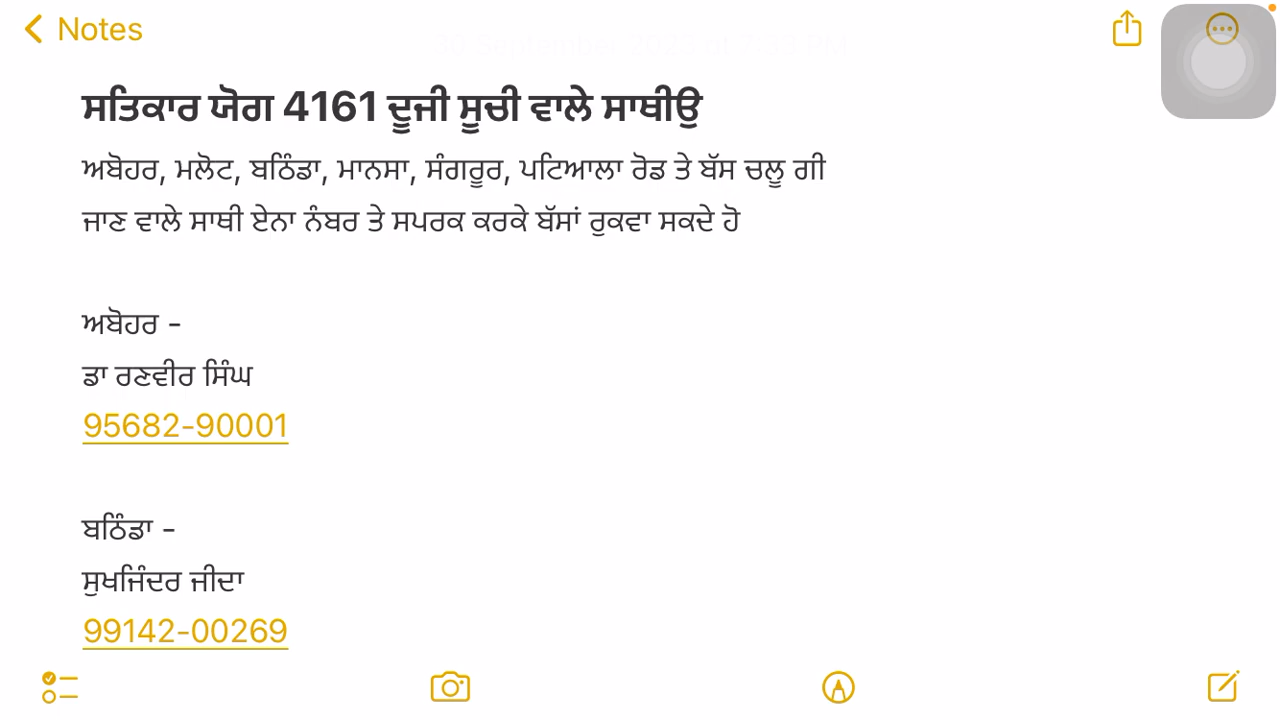 Notes
ਸਤਿਕਾਰ ਯੋਗ 4161 ਦੂਜੀ ਸੂਚੀ ਵਾਲੇ ਸਾਥੀਉ
ਅਬੋਹਰ, ਮਲੋਟ, ਬਠਿੰਡਾ, ਮਾਨਸਾ, ਸੰਗਰੂਰ, ਪਟਿਆਲਾ ਰੋਡ ਤੇ ਬੱਸ ਚਲੂ ਗੀ
ਜਾਣ ਵਾਲੇ ਸਾਥੀ ਏਨਾ ਨੰਬਰ ਤੇ ਸਪਰਕ ਕਰਕੇ ਬੱਸਾਂ ਰੁਕਵਾ ਸਕਦੇ ਹੋ
ਅਬੋਹਰ -
ਡਾ ਰਣਵੀਰ ਸਿੰਘ
95682-90001
ਬਠਿੰਡਾ -
ਸੁਖਜਿੰਦਰ ਜੀਦਾ
99142-00269